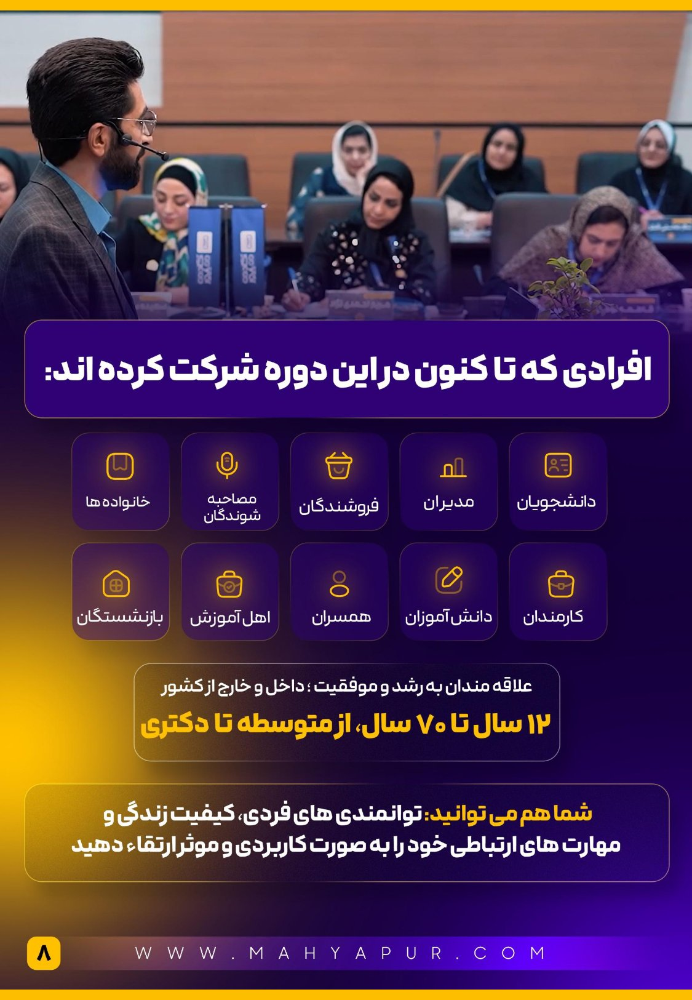 افرادی که تا کنون در این دوره شرکت کرده اند:
دانشجویان
مدیران
فروشندگان
مصاحبه
شوندگان
خانواده ها
کارمندان
دانش آموزان
همسران
اهل آموزش
بازنشستگان
علاقه مندان به رشد و موفقیت ؛ داخل و خارج از کشور
۱۲ سال تا ۷۰ سال، از متوسطه تا دکتری
شما هم می توانید: توانمندی های فردی، کیفیت زندگی و
مهارت های ارتباطی خود را به صورت کاربردی و موثر ارتقاء دهید
۸
WWW.MAHYAPUR.COM